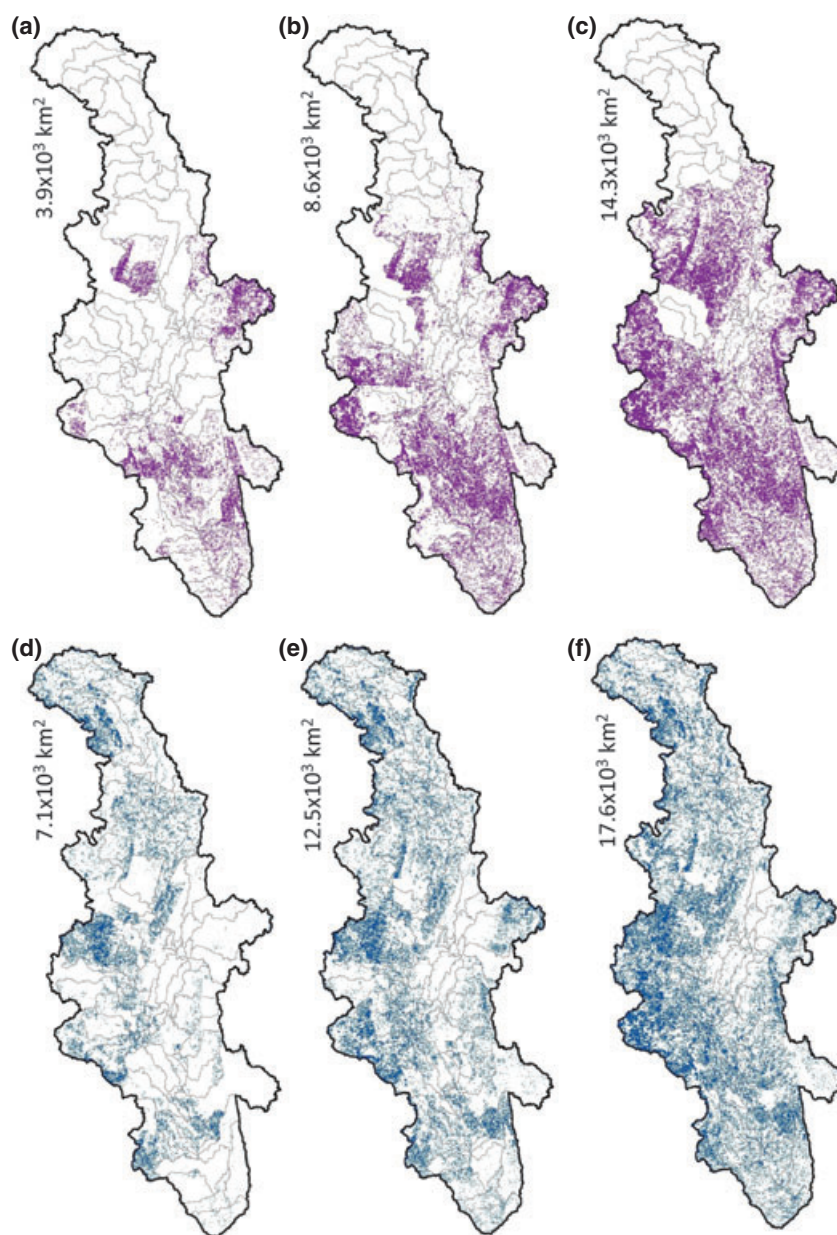 (a)
3.9x10³ km²
(b)
8.6x10³ km²
(c)
14.3x10³ km²
(d)
7.1x10³ km²
(e)
12.5x10³ km²
(f)
17.6x10³ km²